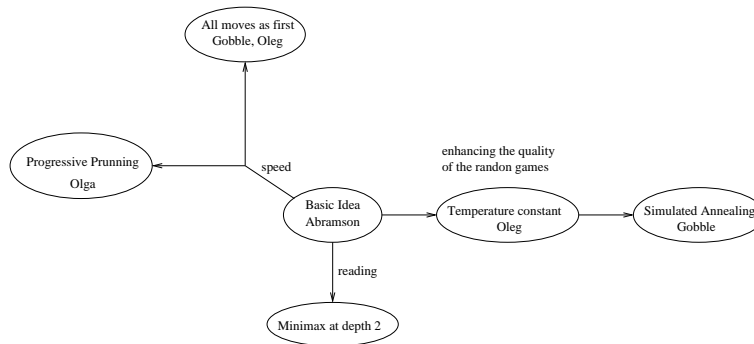 All moves as first
Gobble, Oleg
enhancing the quality
of the randon games
Progressive Prunning
Olga
speed
Basic Idea
Abramson
Temperature constant
Oleg
Simulated Annealing
Gobble
reading
Minimax at depth 2